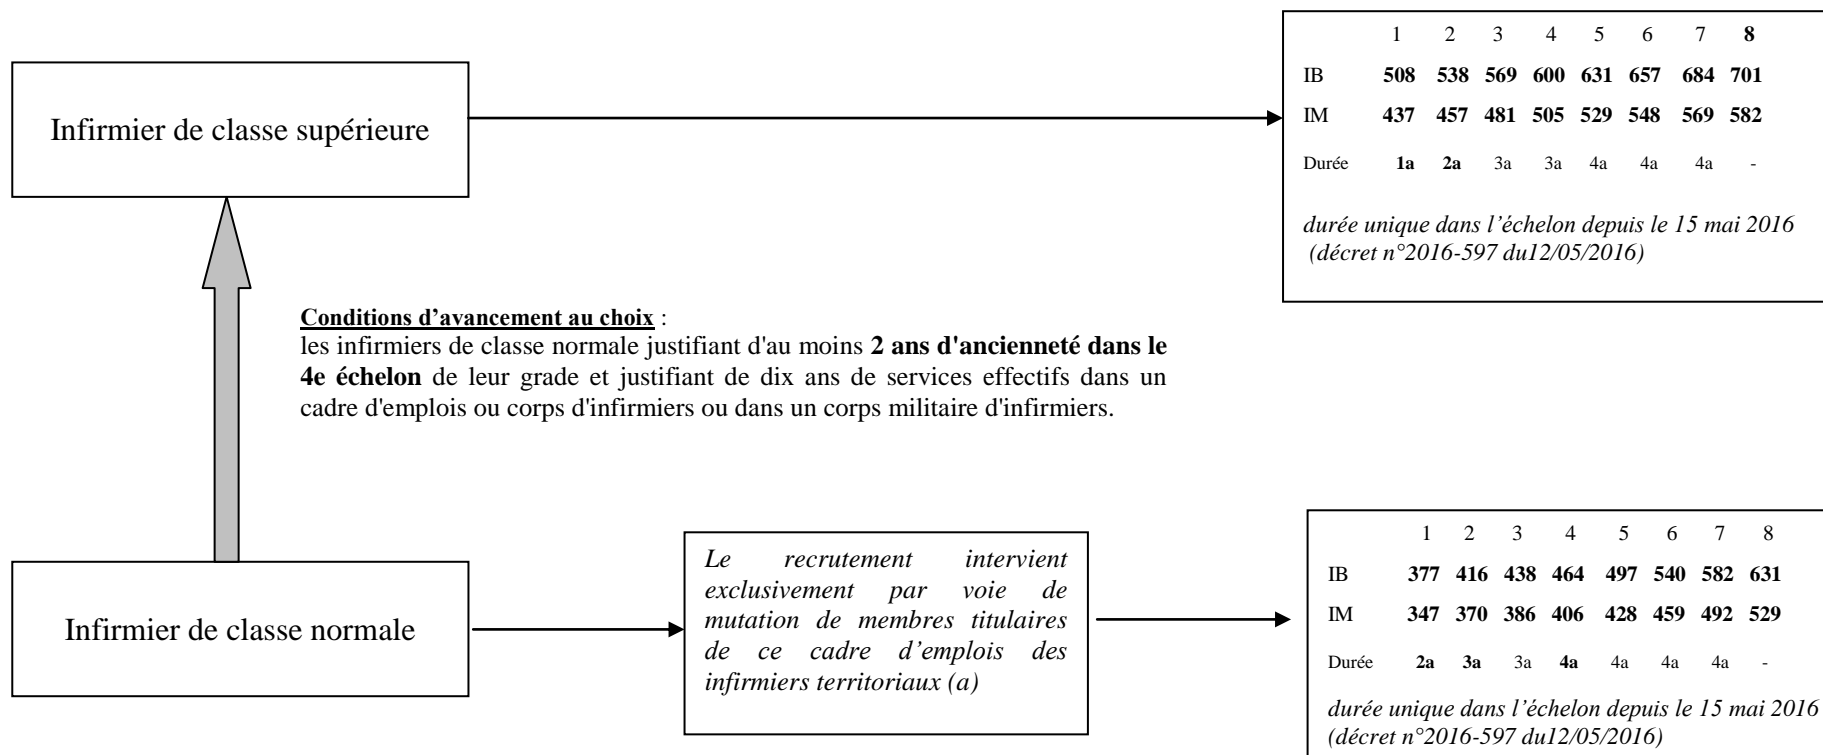 1 2 3 4 5 6 7 8
IB 508 538 569 600 631 657 684 701
IM 437 457 481 505 529 548 569 582
Durée 1a 2a 3a 3a 4a 4a 4a -
durée unique dans l’échelon depuis le 15 mai 2016
(décret n°2016-597 du12/05/2016)
Infirmier de classe supérieure
Conditions d’avancement au choix :
les infirmiers de classe normale justifiant d'au moins 2 ans d'ancienneté dans le
4e échelon de leur grade et justifiant de dix ans de services effectifs dans un
cadre d'emplois ou corps d'infirmiers ou dans un corps militaire d'infirmiers.
Infirmier de classe normale
Le recrutement intervient
exclusivement par voie de
mutation de membres titulaires
de ce cadre d’emplois des
infirmiers territoriaux (a)
1 2 3 4 5 6 7 8
IB 377 416 438 464 497 540 582 631
IM 347 370 386 406 428 459 492 529
Durée 2a 3a 3a 4a 4a 4a 4a -
durée unique dans l’échelon depuis le 15 mai 2016
(décret n°2016-597 du12/05/2016)